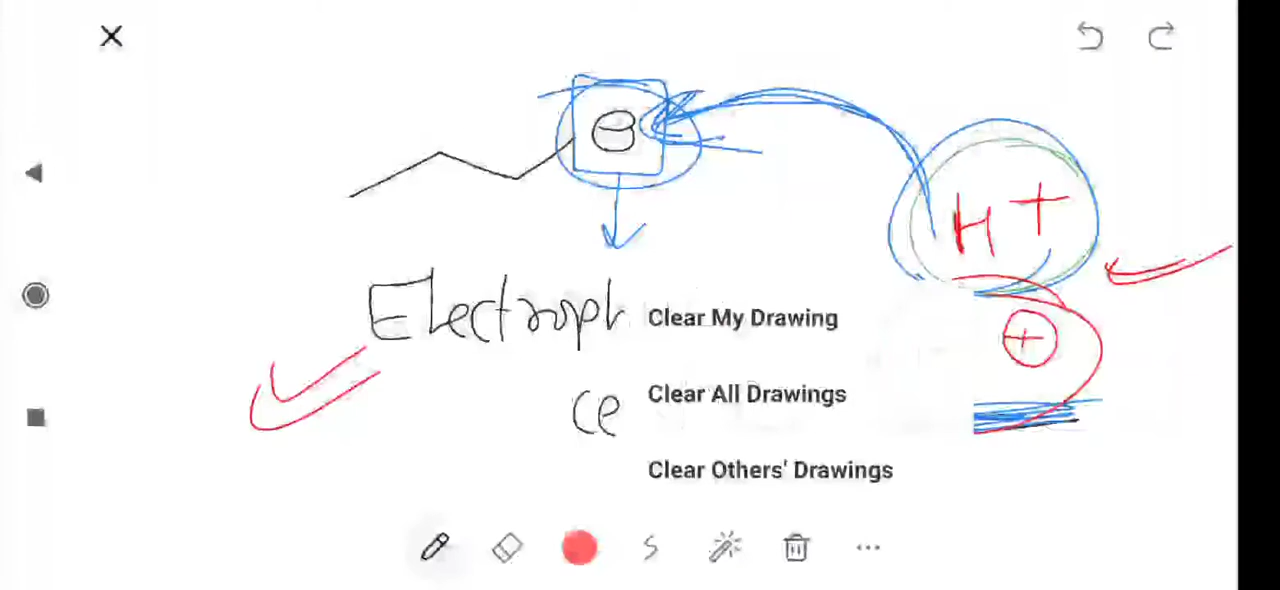 H+
Electroph
Clear My Drawing
+
ce
Clear All Drawings
Clear Others' Drawings